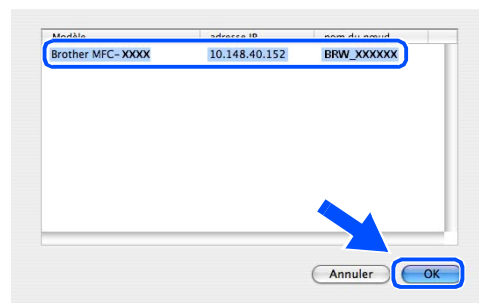 Modèle adresse IP nom du nœud
Brother MFC-XXXX 10.148.40.152 BRW_XXXXXX
Annuler OK